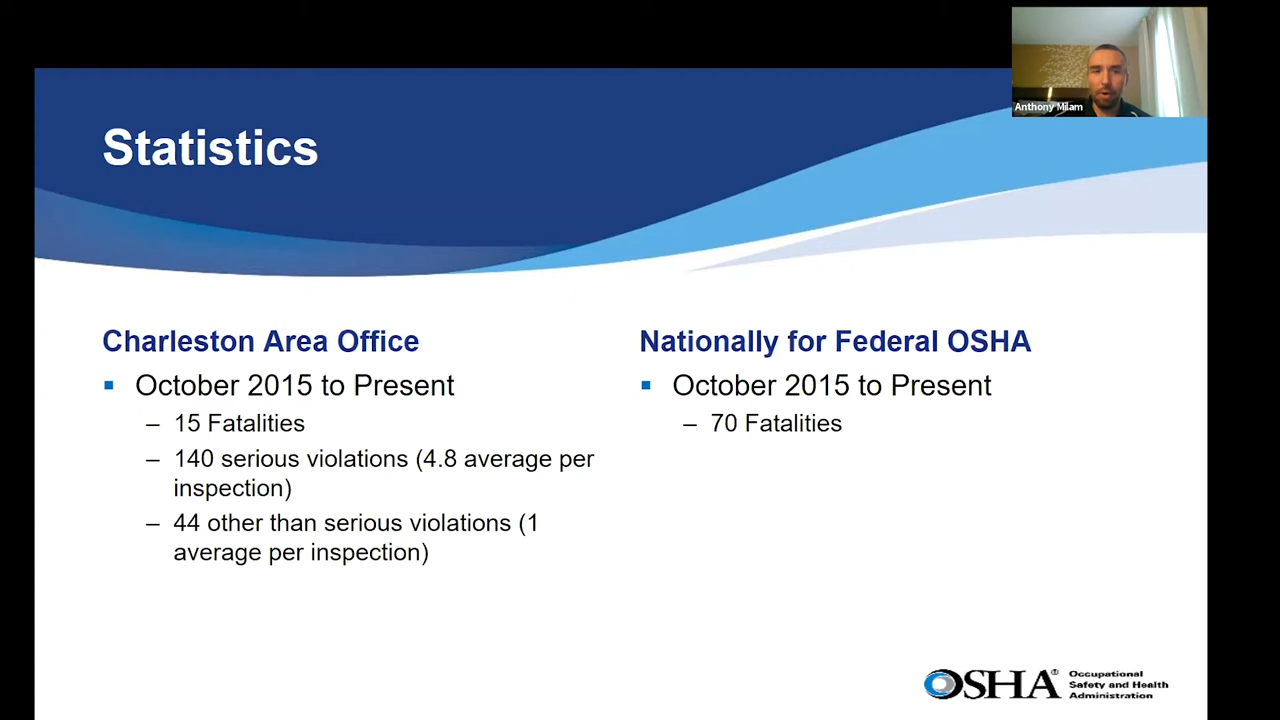 Anthony Milam
Statistics
Charleston Area Office
October 2015 to Present
– 15 Fatalities
– 140 serious violations (4.8 average per
inspection)
– 44 other than serious violations (1
average per inspection)
Nationally for Federal OSHA
October 2015 to Present
– 70 Fatalities
OSHA®
Occupational
Safety and Health
Administration